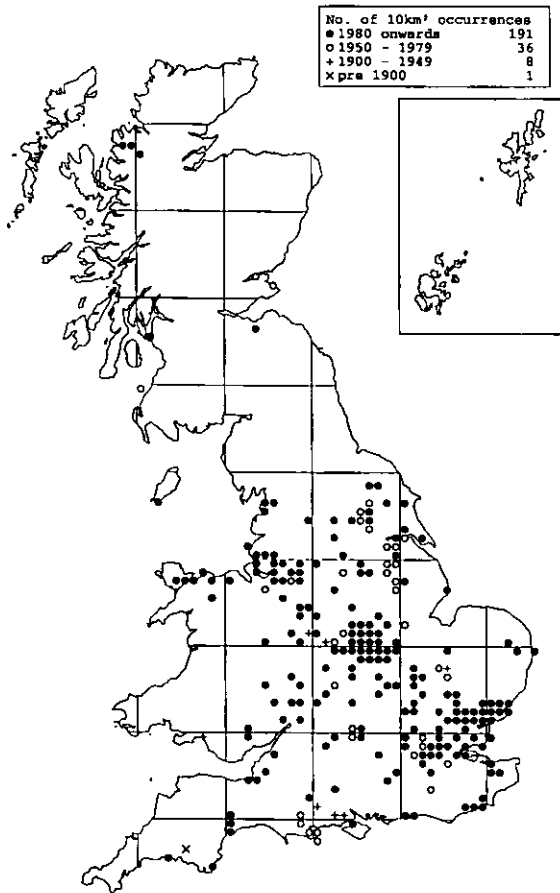 No. of 10km² occurrences
● 1980 onwards 191
○ 1950 - 1979 36
+ 1900 - 1949 8
× pre 1900 1